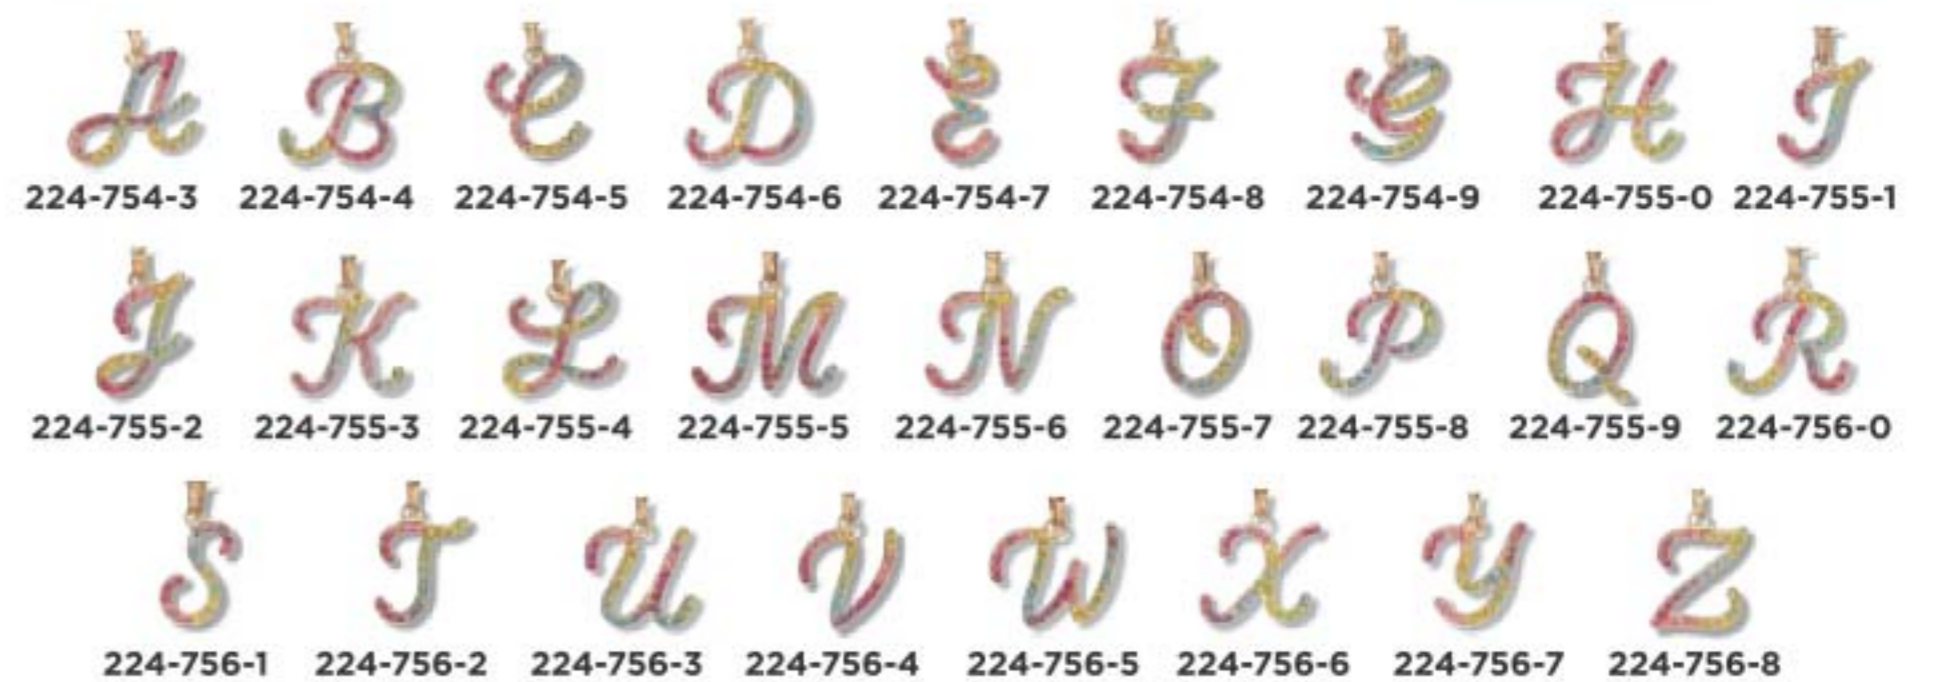 A B C D E F G H I
224-754-3 224-754-4 224-754-5 224-754-6 224-754-7 224-754-8 224-754-9 224-755-0 224-755-1
J K L M N O P Q R
224-755-2 224-755-3 224-755-4 224-755-5 224-755-6 224-755-7 224-755-8 224-755-9 224-756-0
S T U V W X Y Z
224-756-1 224-756-2 224-756-3 224-756-4 224-756-5 224-756-6 224-756-7 224-756-8